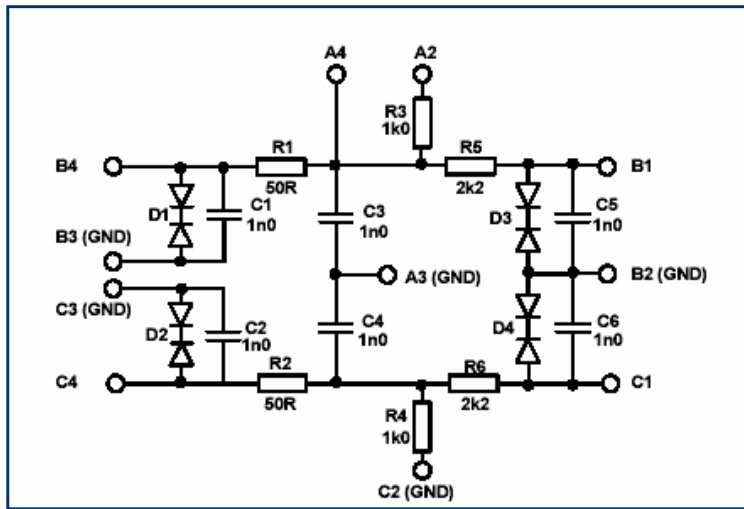 A4
A2
R3
1k0
R1
50R
R5
2k2
B4
B1
D1
C1
1n0
C3
1n0
D3
C5
1n0
B3 (GND)
A3 (GND)
B2 (GND)
C3 (GND)
D2
C2
1n0
C4
1n0
D4
C6
1n0
R2
50R
R6
2k2
C4
C1
R4
1k0
C2 (GND)